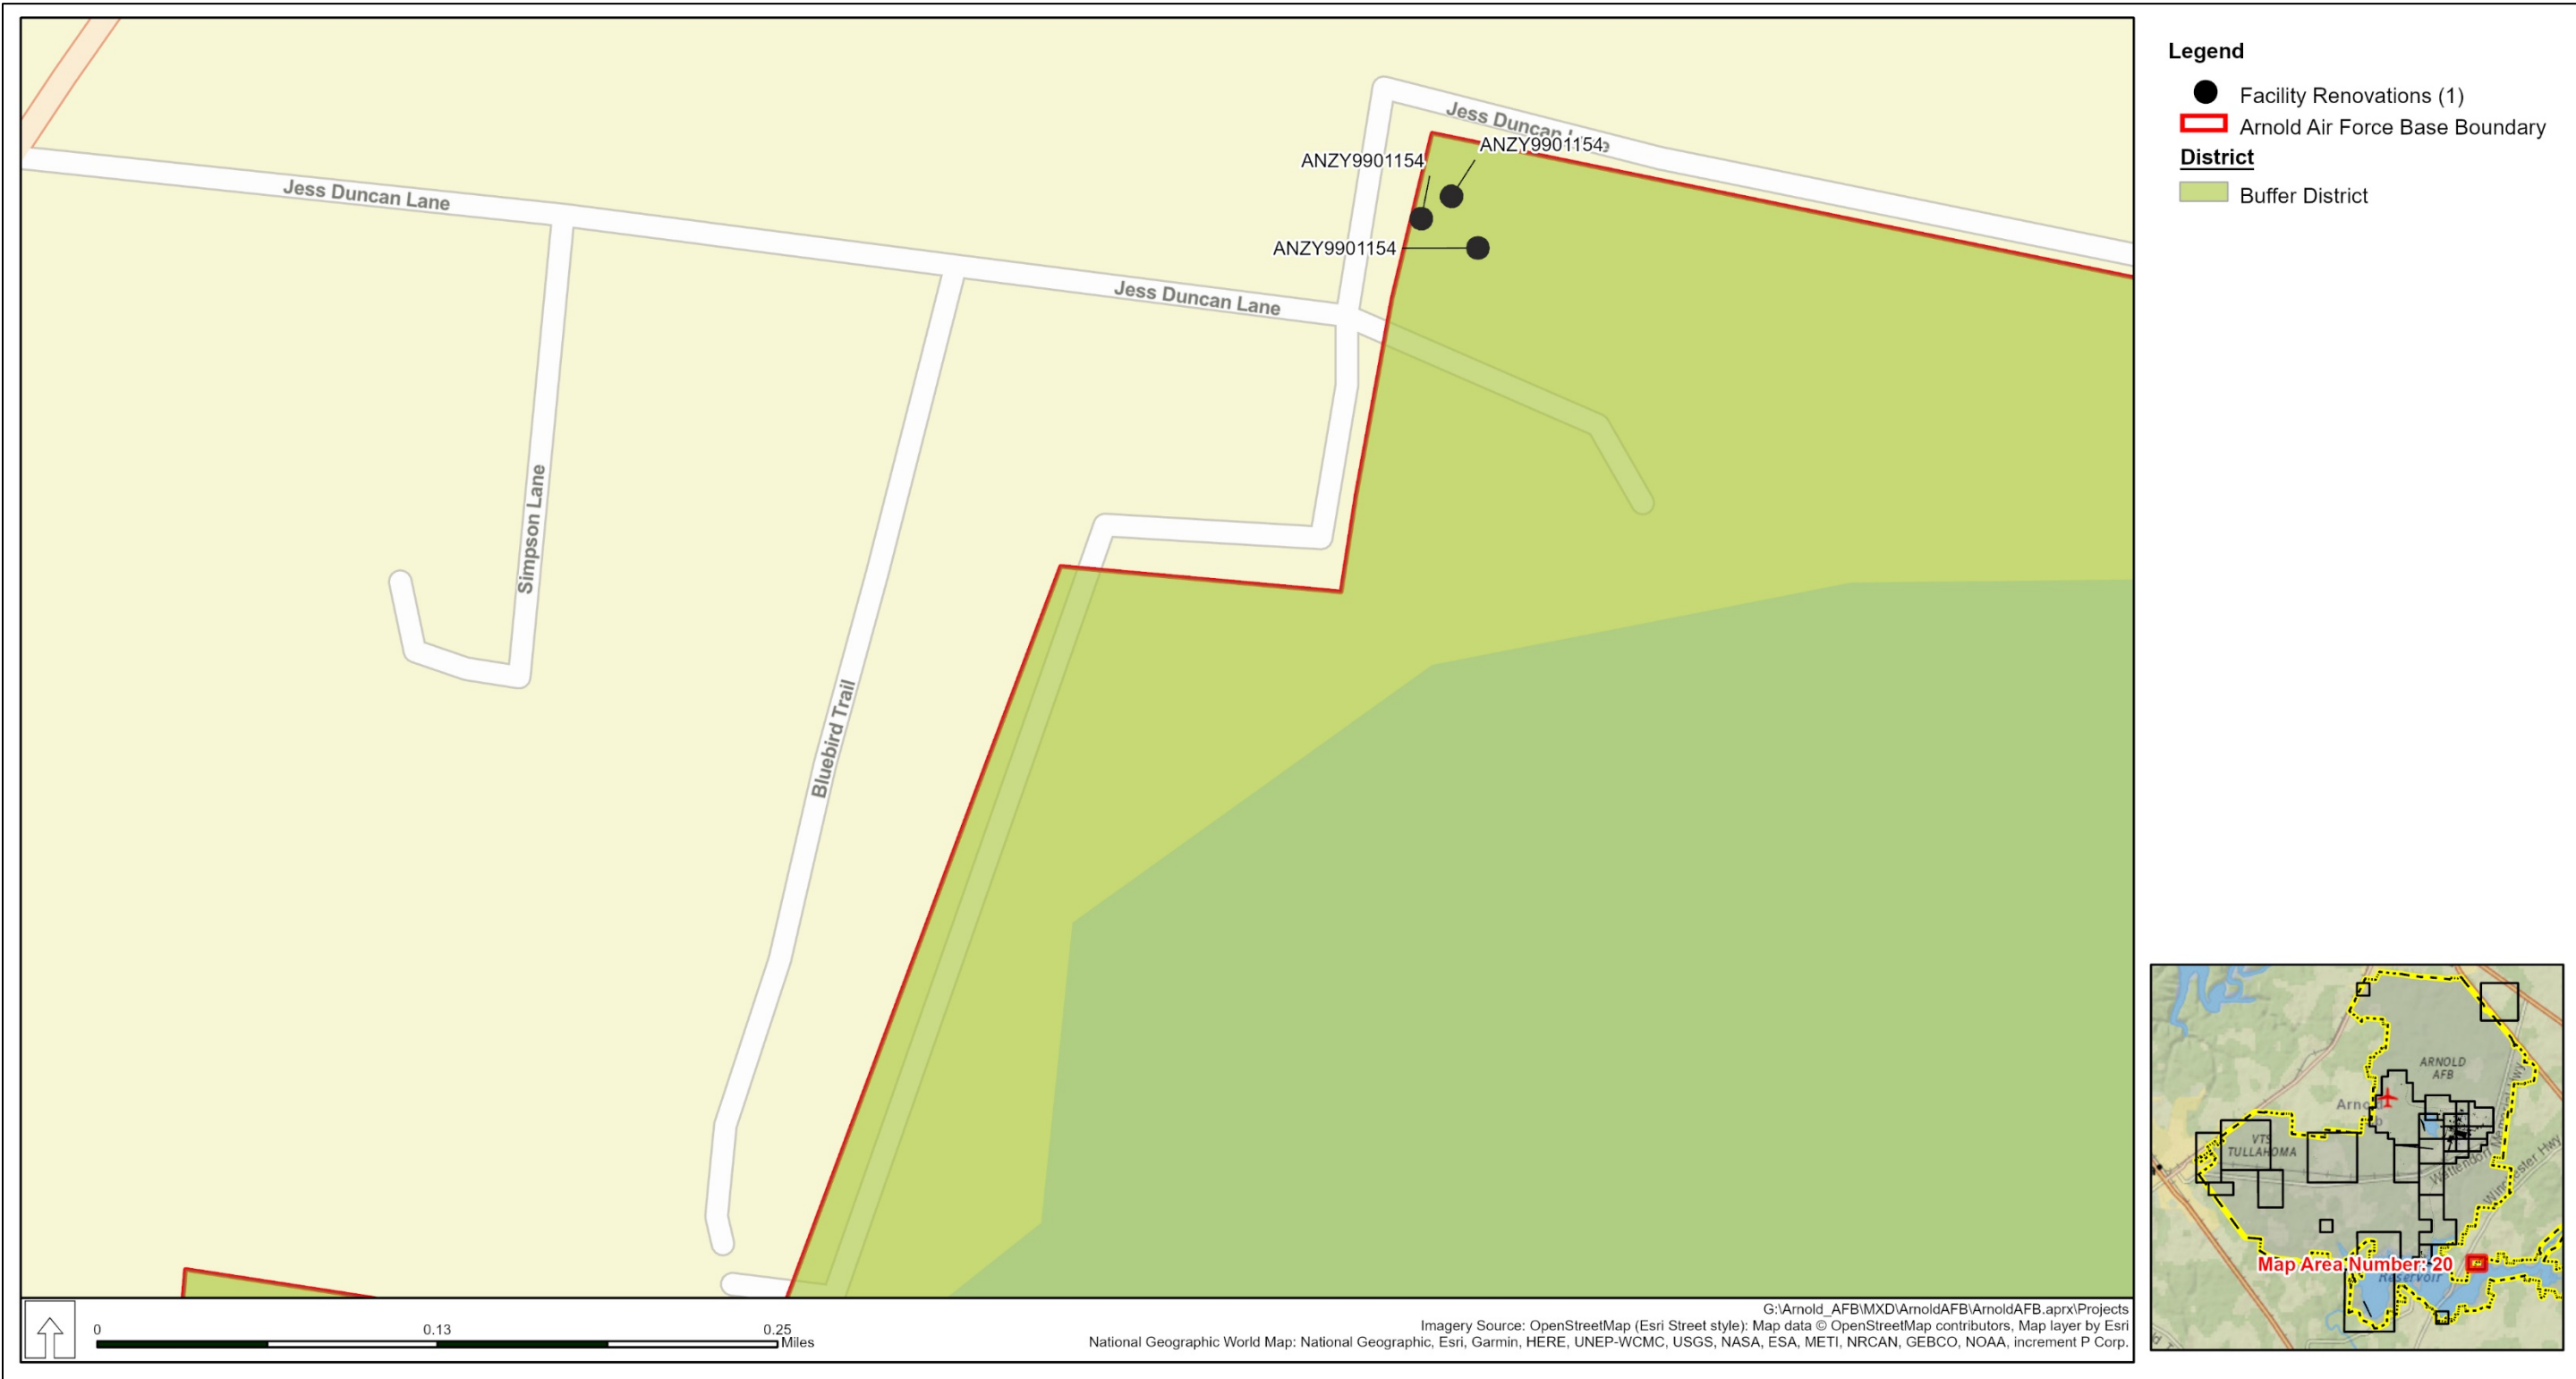 Jess Duncan Lane
Jess Duncan
ANZY9901154
ANZY9901154
ANZY9901154
Jess Duncan Lane
Simpson Lane
Bluebird Trail
Legend
Facility Renovations (1)
Arnold Air Force Base Boundary
District
Buffer District
ARNOLD
AFB
VTS
TULLAHOMA
Map Area Number: 20
Reservoir
0
0.13
0.25
Miles
G:\Arnold_AFB\MXD\ArnoldAFB\ArnoldAFB.aprx\Projects
Imagery Source: OpenStreetMap (Esri Street style): Map data © OpenStreetMap contributors, Map layer by Esri
National Geographic World Map: National Geographic, Esri, Garmin, HERE, UNEP-WCMC, USGS, NASA, ESA, METI, NRCAN, GEBCO, NOAA, increment P Corp.